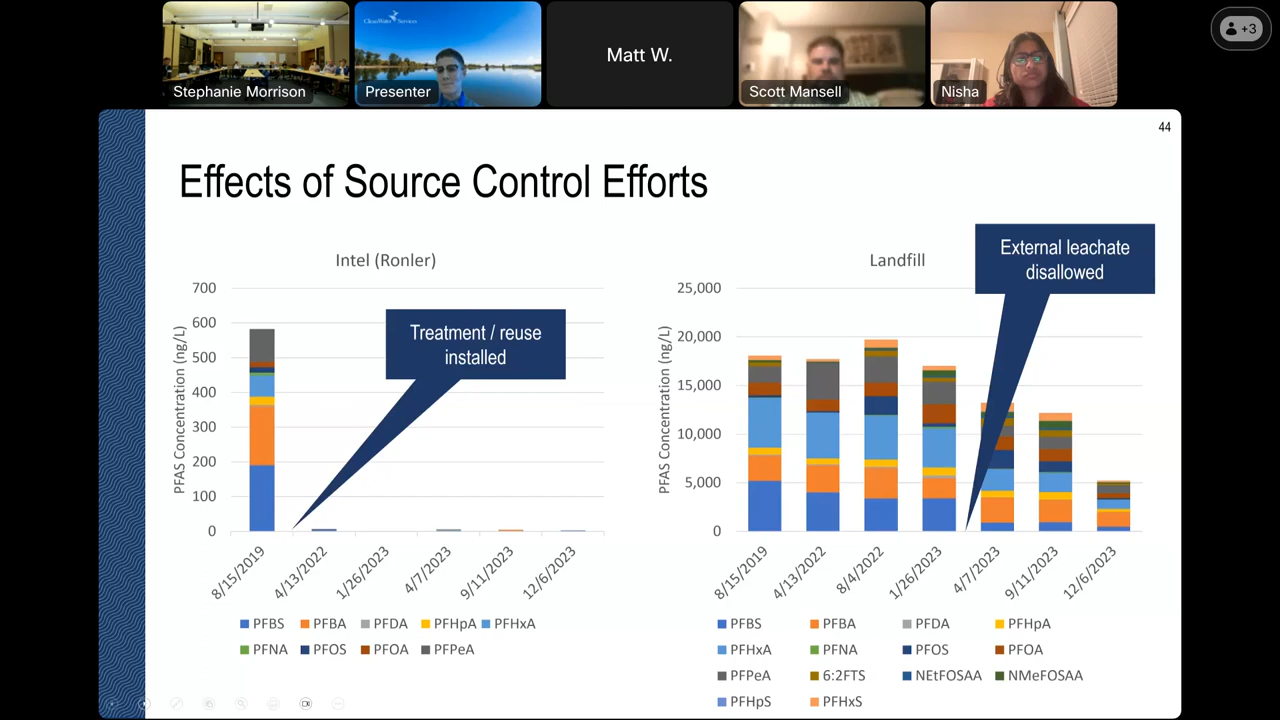 CleanWater Services
Matt W.
+3
Stephanie Morrison
Presenter
Scott Mansell
Nisha
44
Effects of Source Control Efforts
Intel (Ronler)
PFAS Concentration (ng/L)
700
600
500
400
300
200
100
0
Treatment / reuse
installed
8/15/2019
4/13/2022
1/26/2023
4/7/2023
9/11/2023
12/6/2023
PFBS PFBA PFDA PFHpA PFHxA
PFNA PFOS PFOA PFPeA
Landfill
External leachate
disallowed
PFAS Concentration (ng/L)
25,000
20,000
15,000
10,000
5,000
0
8/15/2019
4/13/2022
8/4/2022
1/26/2023
4/7/2023
9/11/2023
12/6/2023
PFBS PFBA PFDA PFHpA
PFHxA PFNA PFOS PFOA
PFPeA 6:2FTS NEtFOSAA NMeFOSAA
PFHpS PFHxS